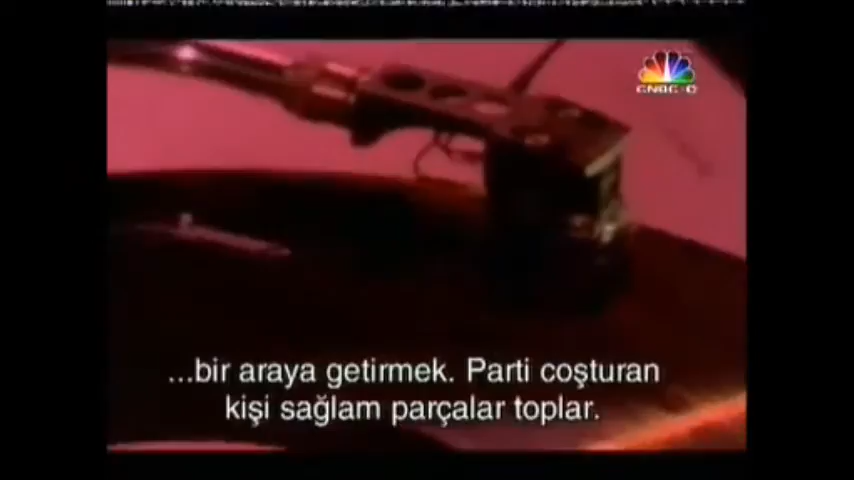 CNBC-e
...bir araya getirmek. Parti coşturan
kişi sağlam parçalar toplar.